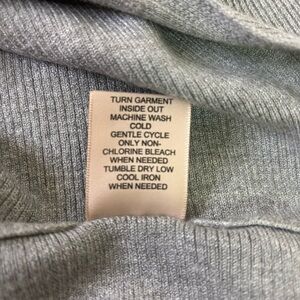 TURN GARMENT
INSIDE OUT
MACHINE WASH
COLD
GENTLE CYCLE
ONLY NON-
CHLORINE BLEACH
WHEN NEEDED
TUMBLE DRY LOW
COOL IRON
WHEN NEEDED